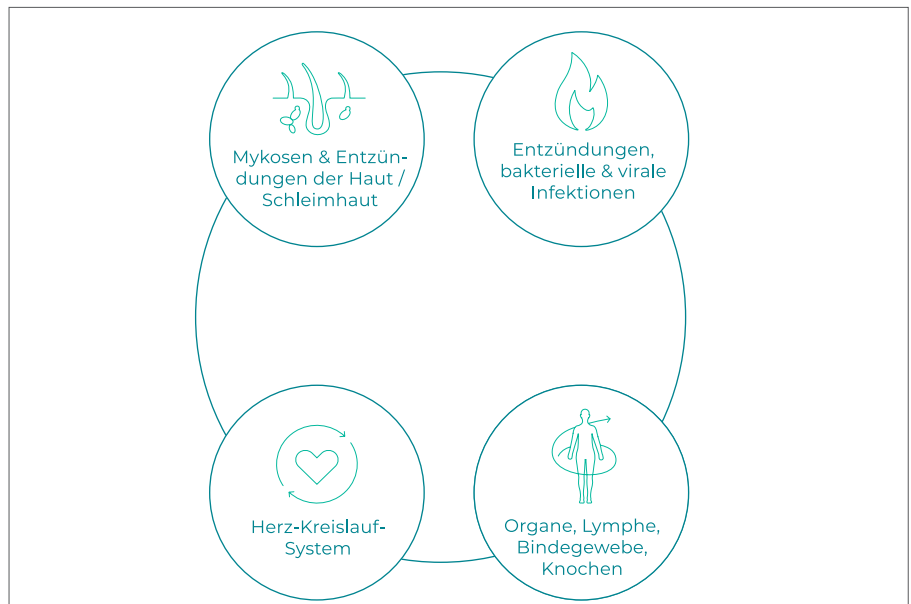 Mykosen & Entzün-
dungen der Haut /
Schleimhaut
Entzündungen,
bakterielle & virale
Infektionen
Herz-Kreislauf-
System
Organe, Lymphe,
Bindegewebe,
Knochen